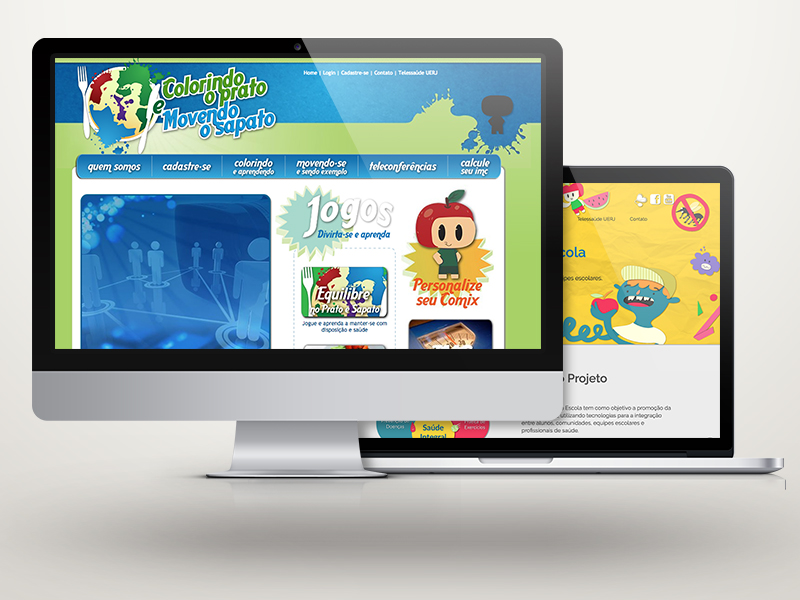 Colorindo
o prato
e Movendo
o sapato
Home | Login | Cadastre-se | Contato | Telessaúde UERJ
quem somos
cadastre-se
colorindo
e aprendendo
movendo-se
e sendo exemplo
teleconferências
calcule
seu imc
Jogos
Divirta-se e aprenda
Equilibre
no Prato e Sapato
Jogue e aprenda a manter-se com
disposição e saúde
Personalize
seu Comix
Telessaúde UERJ
Contato
cola
escolares.
Projeto
Escola tem como objetivo a promoção da
utilizando tecnologias para a integração
entre alunos, comunidades, equipes escolares e
profissionais de saúde.
Doenças
Saúde
Integral
Exercícios